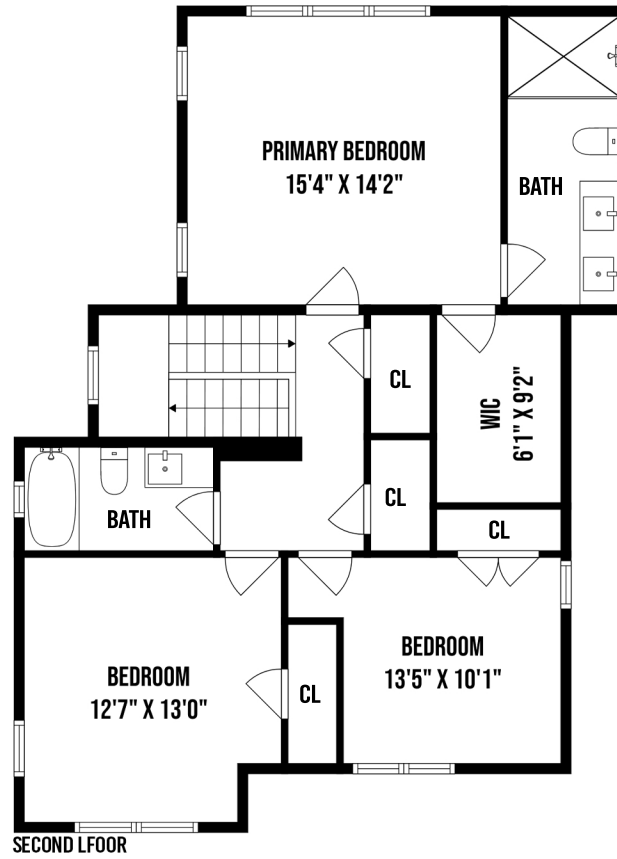 PRIMARY BEDROOM
15'4" X 14'2"
BATH
CL
WIC
6'1" X 9'2"
CL
CL
BATH
BEDROOM
12'7" X 13'0"
CL
BEDROOM
13'5" X 10'1"
SECOND LFOOR